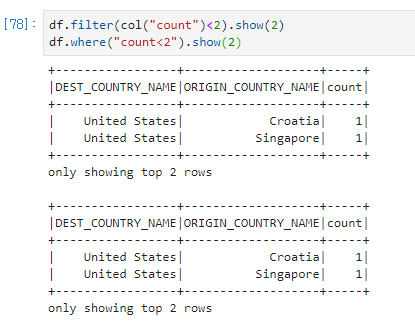 [78]: df.filter(col("count")<2).show(2)
df.where("count<2").show(2)
+-----------------+-------------------+-----+
|DEST_COUNTRY_NAME|ORIGIN_COUNTRY_NAME|count|
+-----------------+-------------------+-----+
|    United States|            Croatia|    1|
|    United States|          Singapore|    1|
+-----------------+-------------------+-----+
only showing top 2 rows

+-----------------+-------------------+-----+
|DEST_COUNTRY_NAME|ORIGIN_COUNTRY_NAME|count|
+-----------------+-------------------+-----+
|    United States|            Croatia|    1|
|    United States|          Singapore|    1|
+-----------------+-------------------+-----+
only showing top 2 rows